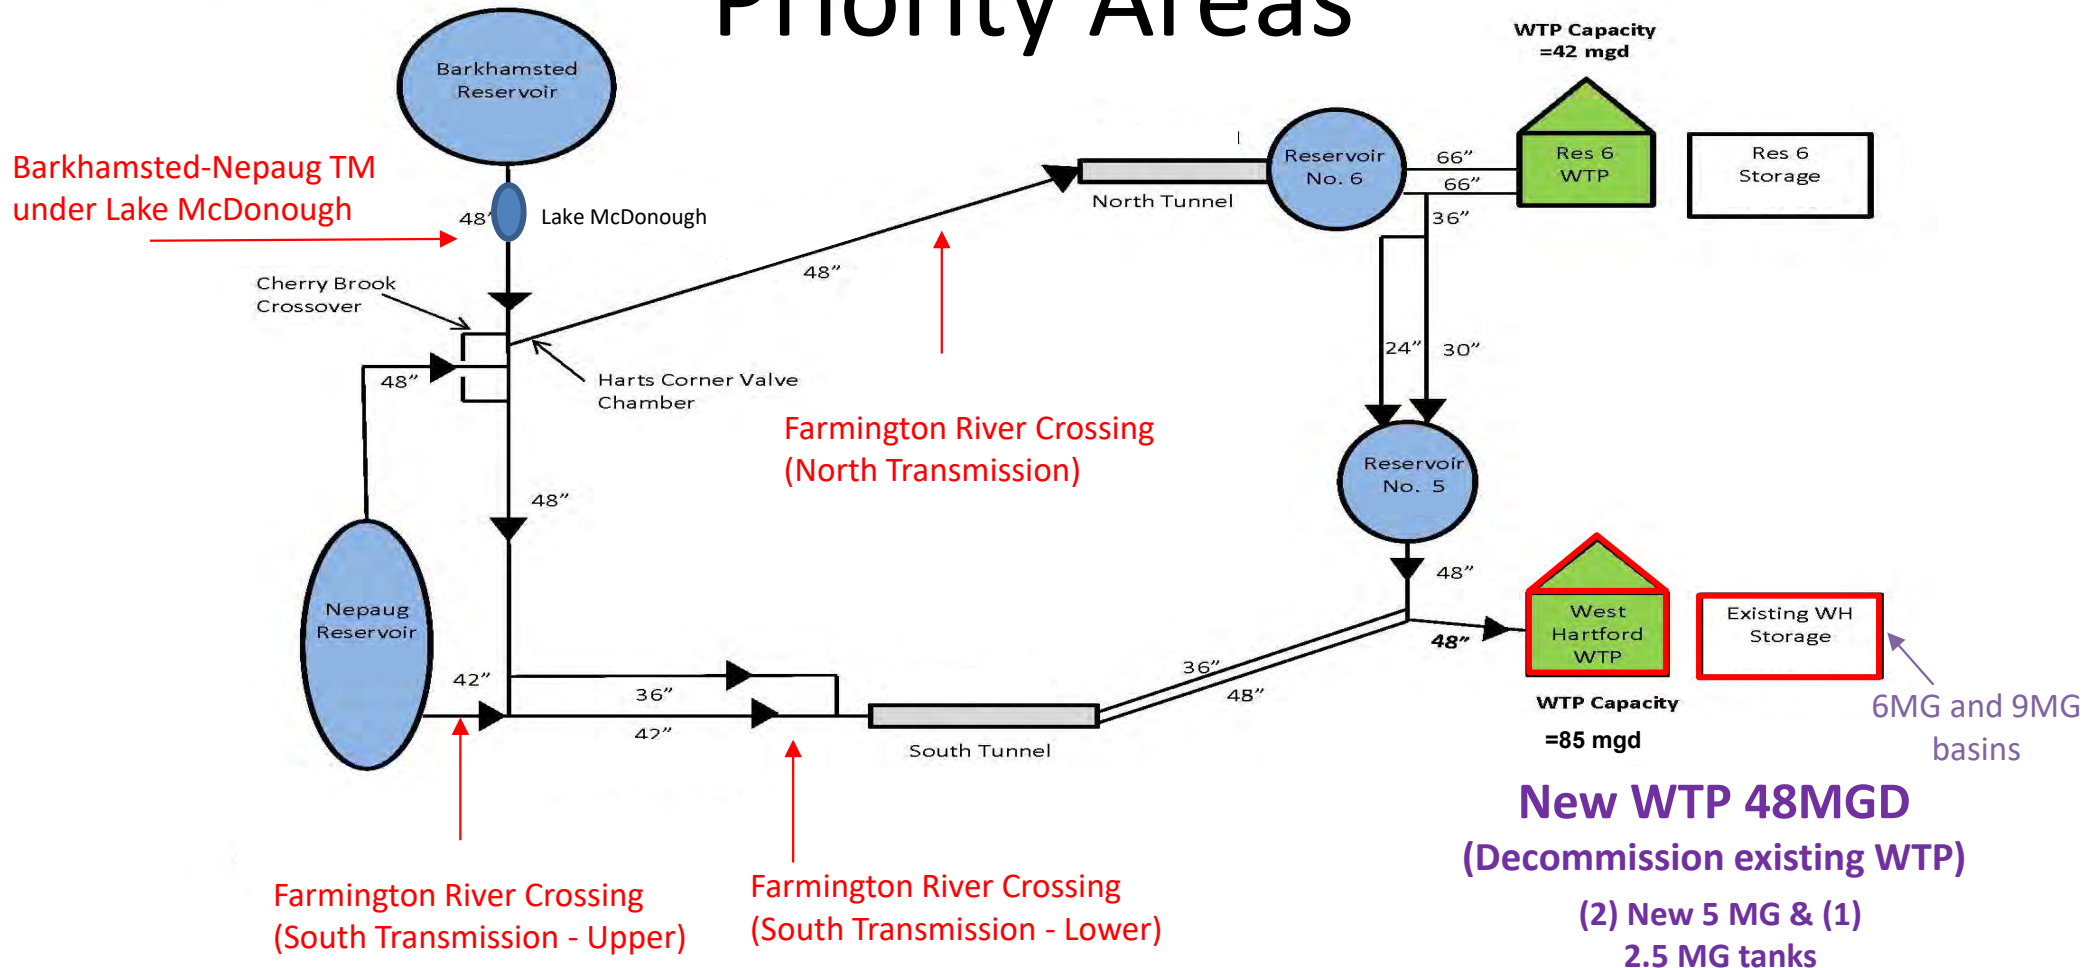 Priority Areas
WTP Capacity
=42 mgd
Barkhamsted
Reservoir
Barkhamsted-Nepaug TM
under Lake McDonough
48"
Lake McDonough
North Tunnel
Reservoir
No. 6
66"
66"
Res 6
WTP
Res 6
Storage
36"
48"
Cherry Brook
Crossover
48"
Harts Corner Valve
Chamber
24"
30"
Farmington River Crossing
(North Transmission)
Reservoir
No. 5
48"
48"
Nepaug
Reservoir
West
Hartford
WTP
Existing WH
Storage
48"
42"
36"
42"
36"
48"
South Tunnel
WTP Capacity
=85 mgd
6MG and 9MG
basins
New WTP 48MGD
(Decommission existing WTP)
(2) New 5 MG & (1)
2.5 MG tanks
Farmington River Crossing
(South Transmission - Upper)
Farmington River Crossing
(South Transmission - Lower)